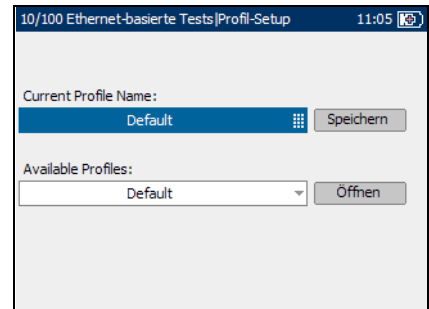 10/100 Ethernet-basierte Tests|Profil-Setup 11:05
Current Profile Name:
Default Speichern
Available Profiles:
Default Öffnen